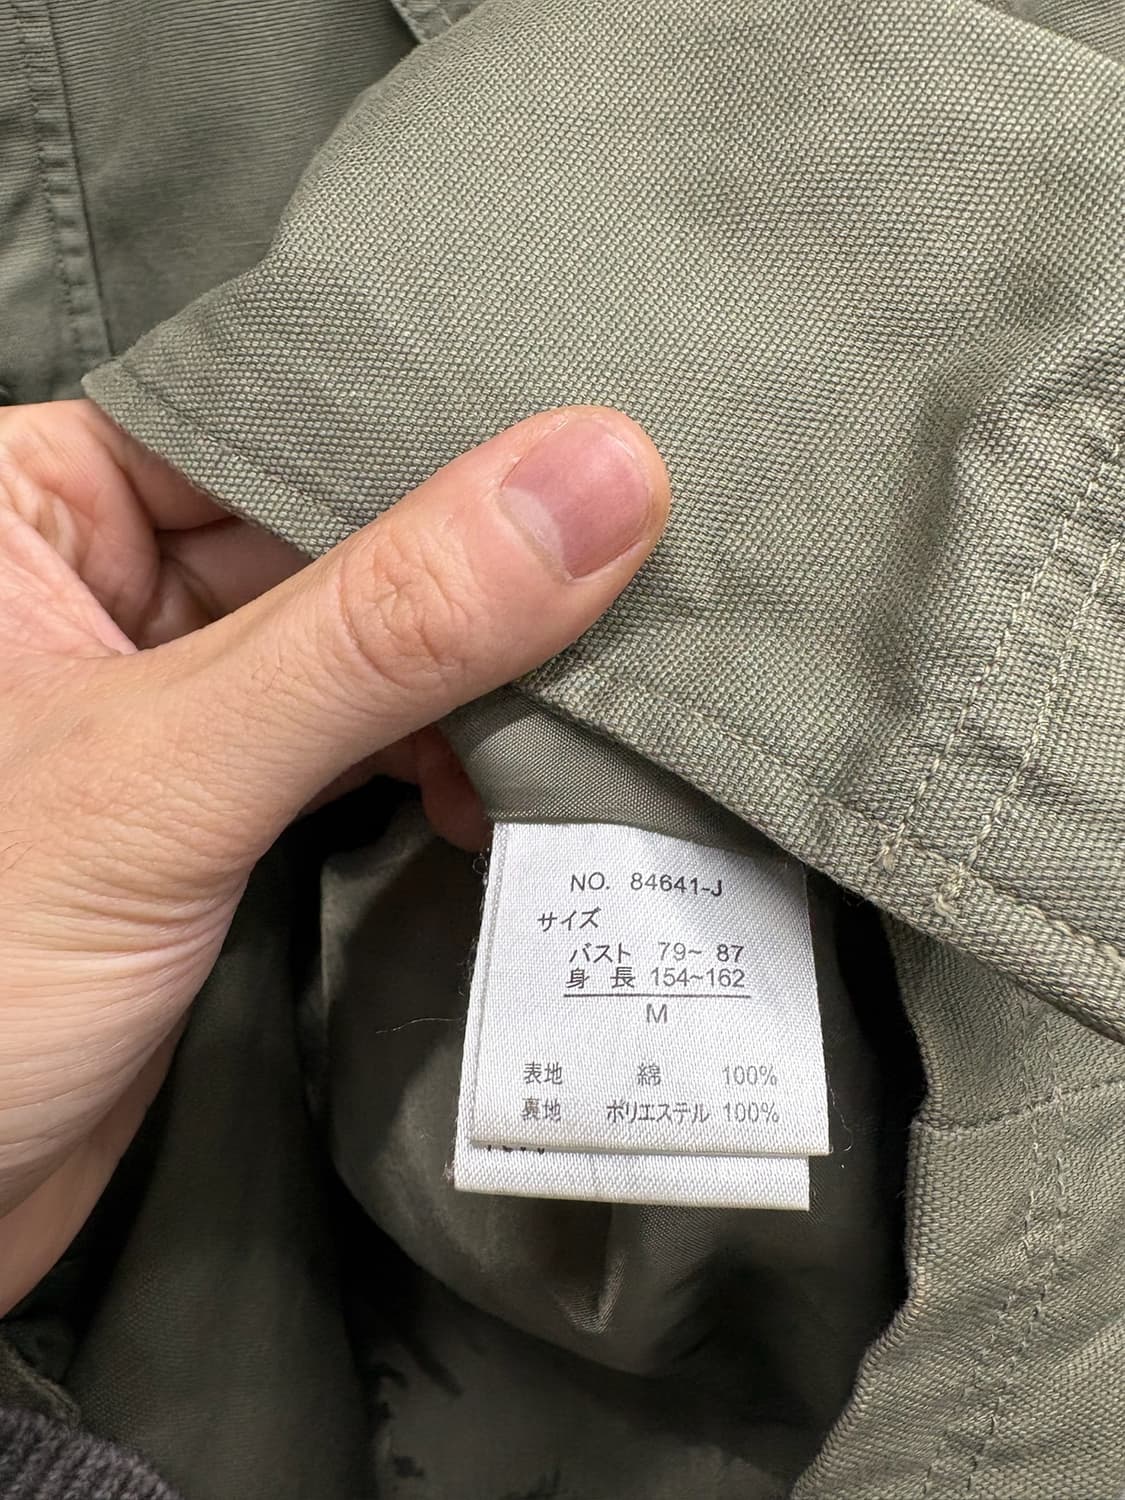 NO. 84641-J
サイズ
バスト 79~ 87
身 長 154~162
M
表地 綿 100%
裏地 ポリエステル 100%